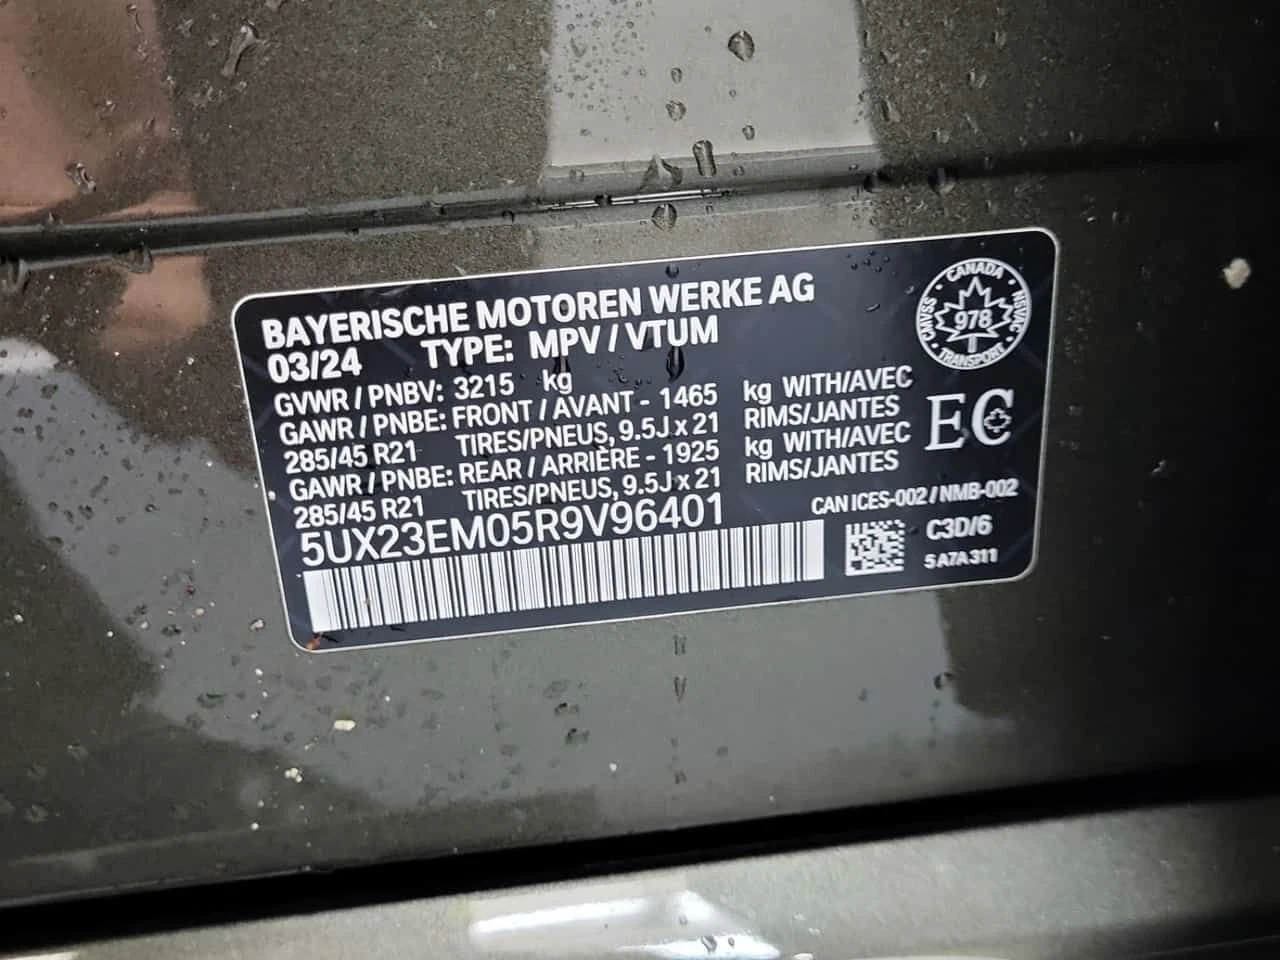 BAYERISCHE MOTOREN WERKE AG
03/24 TYPE: MPV / VTUM
GVWR / PNBV: 3215 kg
GAWR / PNBE: FRONT / AVANT - 1465 kg WITH/AVEC
285/45 R21 TIRES/PNEUS, 9.5J x 21 RIMS/JANTES
GAWR / PNBE: REAR / ARRIÈRE - 1925 kg WITH/AVEC
285/45 R21 TIRES/PNEUS, 9.5J x 21 RIMS/JANTES
5UX23EM05R9V96401
CANADA
CMVSS 978 NSVAC
TRANSPORT
EC
CAN ICES-002 / NMB-002
C3D/6
5 A7A 311